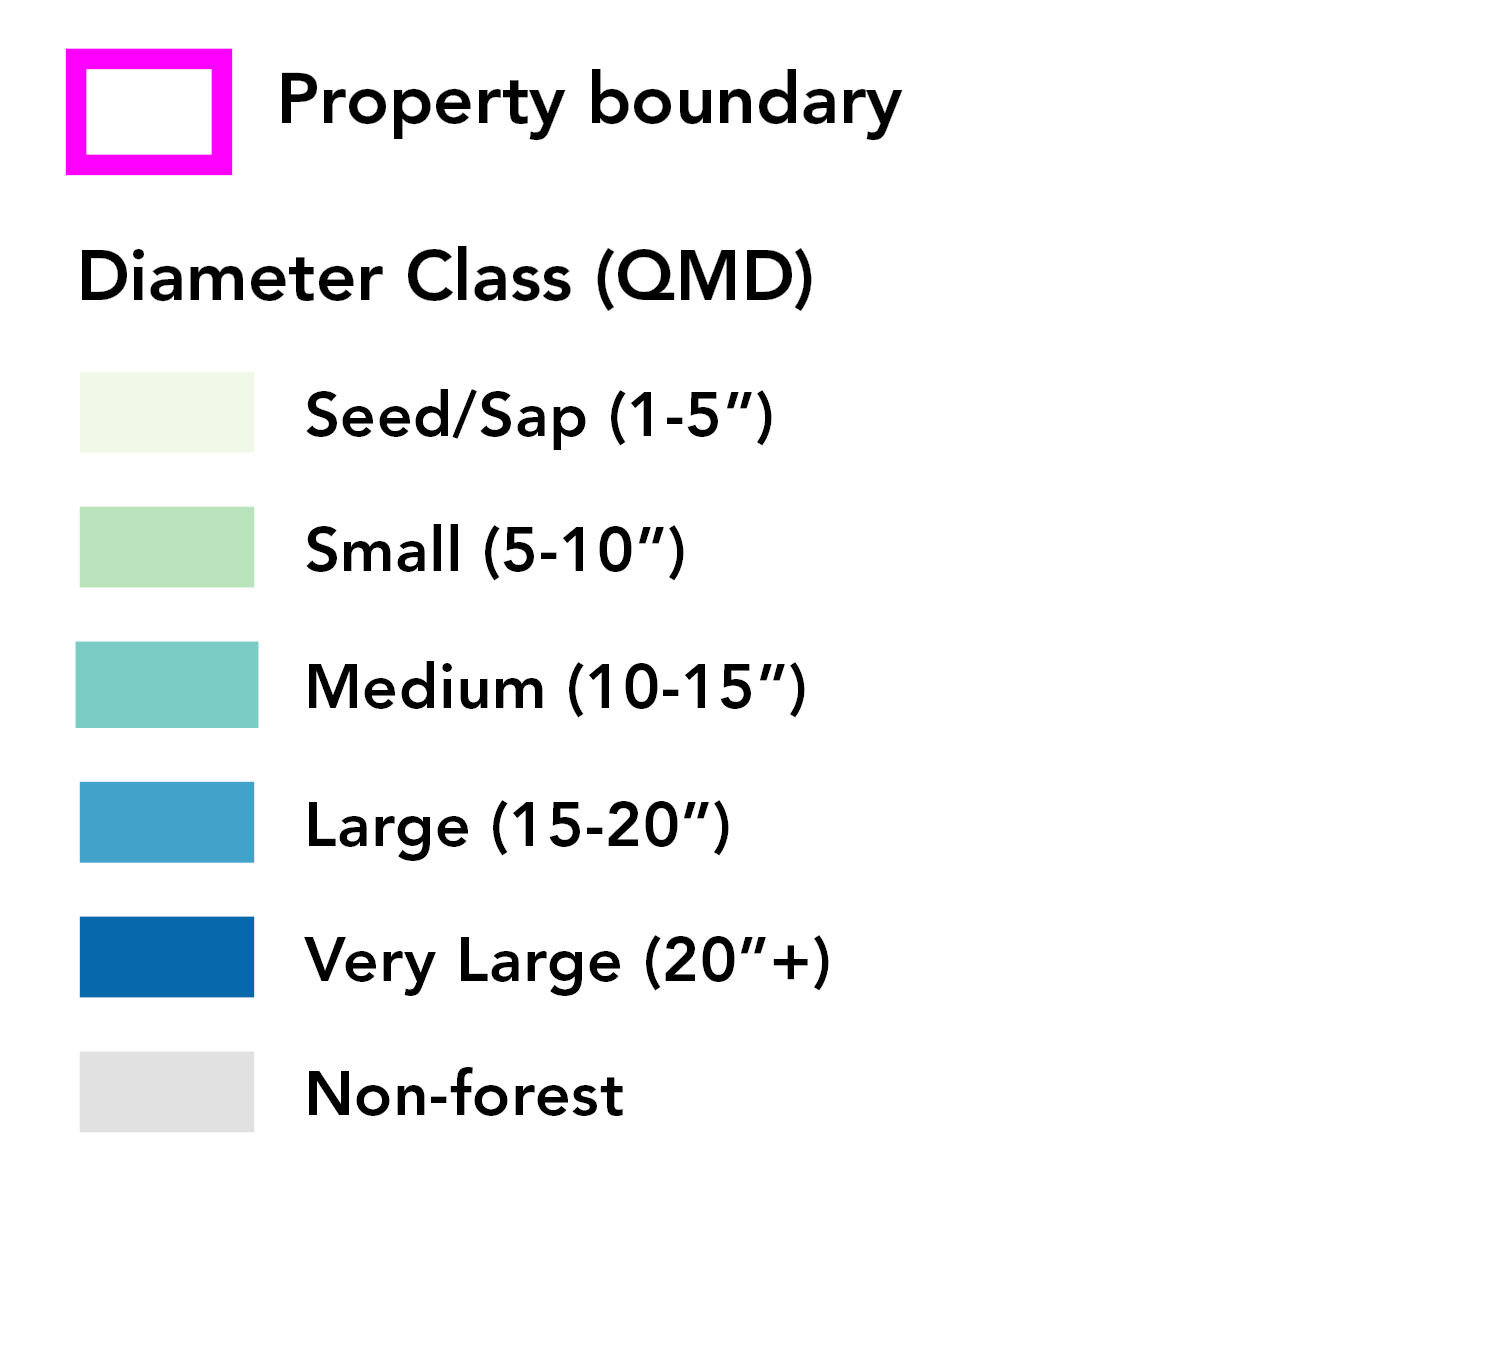 Property boundary
Diameter Class (QMD)
Seed/Sap (1-5”)
Small (5-10”)
Medium (10-15”)
Large (15-20”)
Very Large (20”+)
Non-forest